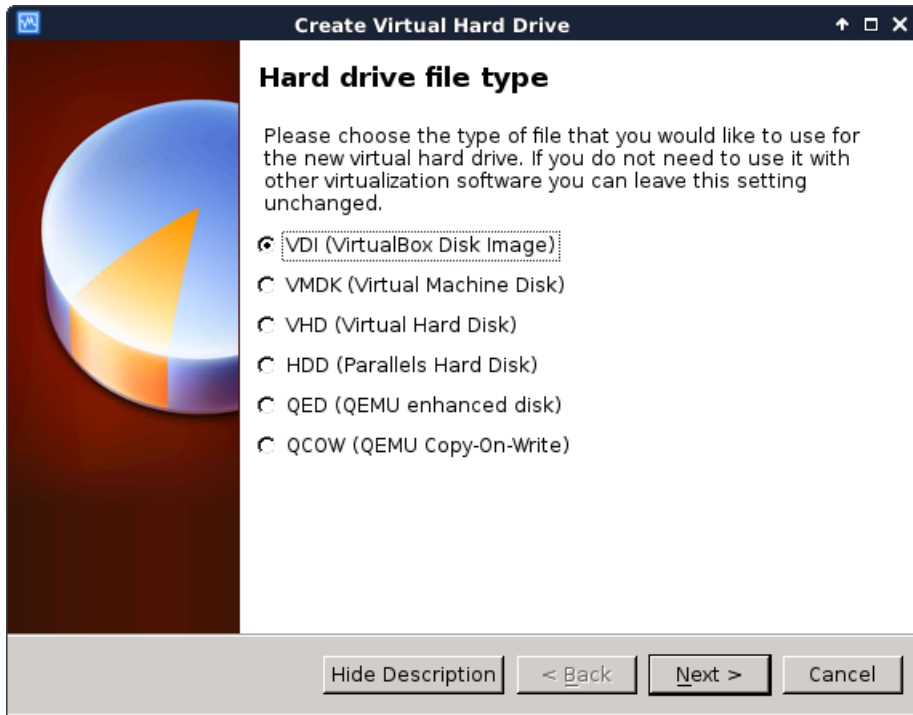 Create Virtual Hard Drive
Hard drive file type
Please choose the type of file that you would like to use for
the new virtual hard drive. If you do not need to use it with
other virtualization software you can leave this setting
unchanged.
VDI (VirtualBox Disk Image)
VMDK (Virtual Machine Disk)
VHD (Virtual Hard Disk)
HDD (Parallels Hard Disk)
QED (QEMU enhanced disk)
QCOW (QEMU Copy-On-Write)
Hide Description < Back Next > Cancel